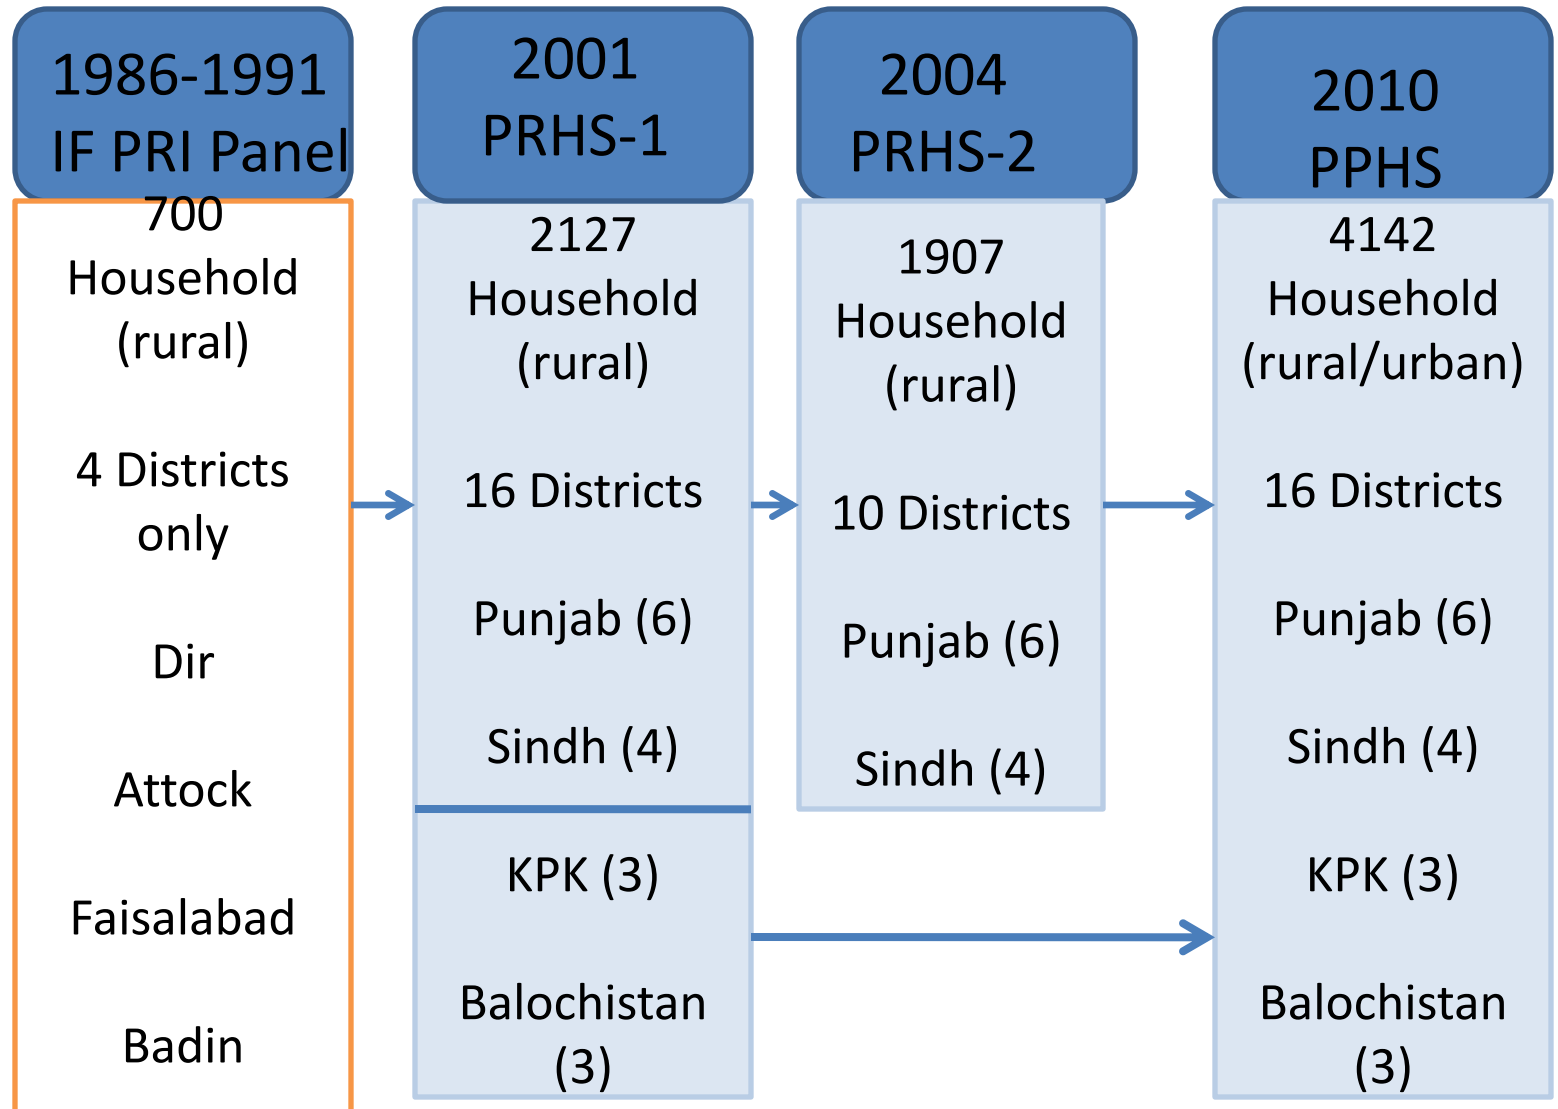 1986-1991
IF PRI Panel
700
Household
(rural)
4 Districts
only
Dir
Attock
Faisalabad
Badin
2001
PRHS-1
2127
Household
(rural)
16 Districts
Punjab (6)
Sindh (4)
KPK (3)
Balochistan
(3)
2004
PRHS-2
1907
Household
(rural)
10 Districts
Punjab (6)
Sindh (4)
2010
PPHS
4142
Household
(rural/urban)
16 Districts
Punjab (6)
Sindh (4)
KPK (3)
Balochistan
(3)